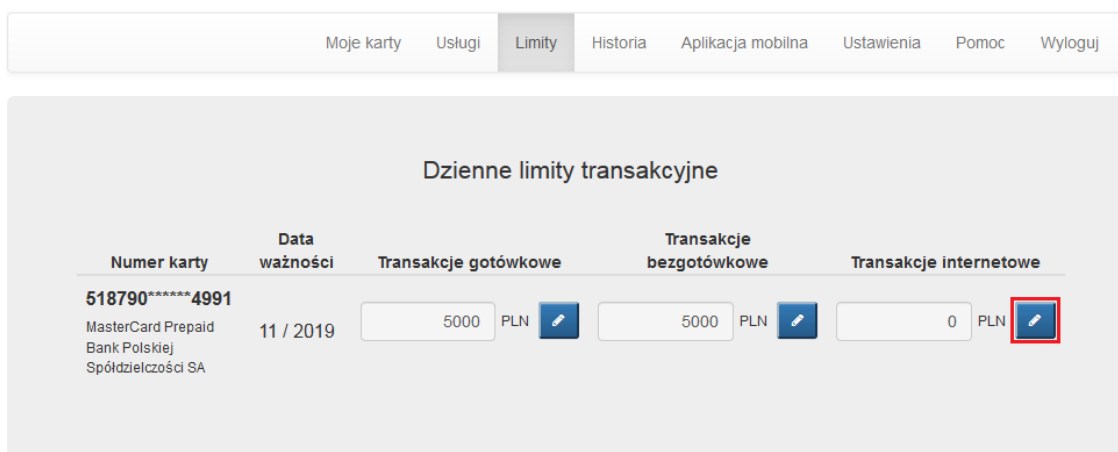 Moje karty Usługi Limity Historia Aplikacja mobilna Ustawienia Pomoc Wyloguj
Dzienne limity transakcyjne
Numer karty Data ważności Transakcje gotówkowe Transakcje bezgotówkowe Transakcje internetowe
518790******4991
MasterCard Prepaid
Bank Polskiej
Spółdzielczości SA
11 / 2019 5000 PLN 5000 PLN 0 PLN